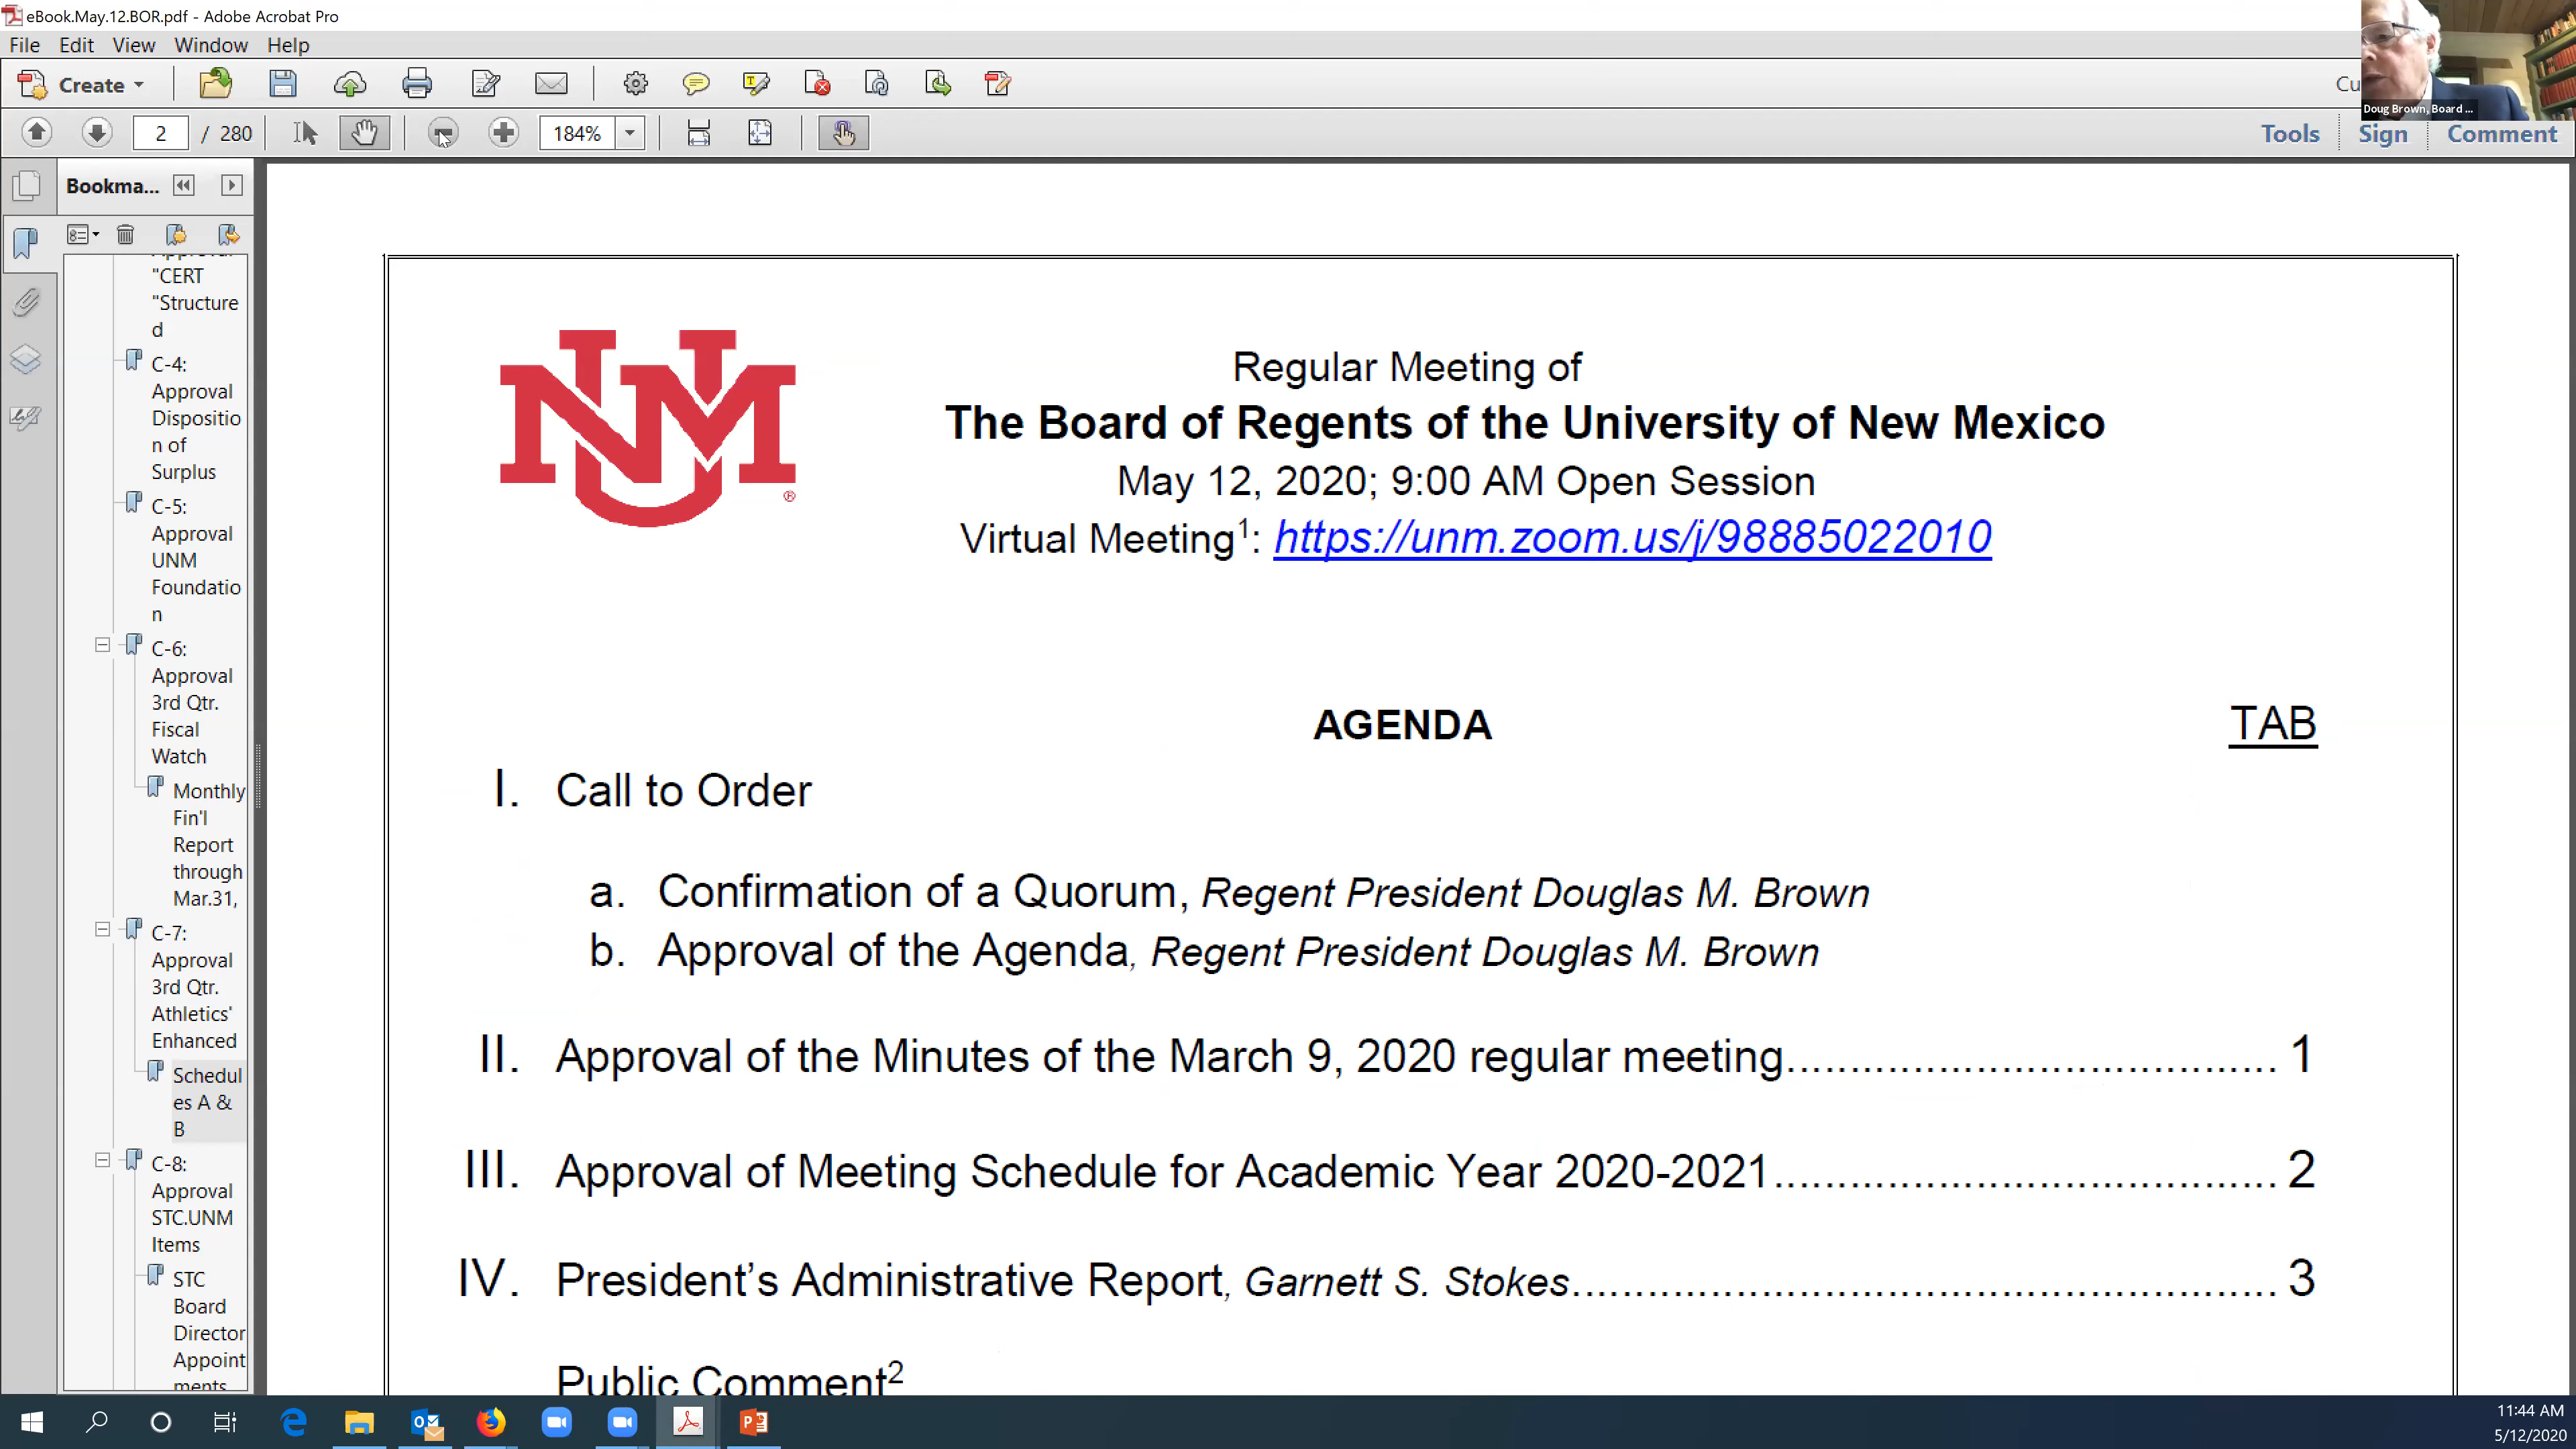 eBook.May.12.BOR.pdf - Adobe Acrobat Pro
File Edit View Window Help
Create
Cu
Doug Brown, Board ...
2 / 280
184%
Tools Sign Comment
Bookma...
"CERT
"Structure
d
C-4:
Approval
Dispositio
n of
Surplus
C-5:
Approval
UNM
Foundatio
n
C-6:
Approval
3rd Qtr.
Fiscal
Watch
Monthly
Fin'l
Report
through
Mar.31,
C-7:
Approval
3rd Qtr.
Athletics'
Enhanced
Schedul
es A &
B
C-8:
Approval
STC.UNM
Items
STC
Board
Director
Appoint
ments
UNM ®
Regular Meeting of
The Board of Regents of the University of New Mexico
May 12, 2020; 9:00 AM Open Session
Virtual Meeting1: https://unm.zoom.us/j/98885022010
AGENDA TAB
I. Call to Order
a. Confirmation of a Quorum, Regent President Douglas M. Brown
b. Approval of the Agenda, Regent President Douglas M. Brown
II. Approval of the Minutes of the March 9, 2020 regular meeting....................................... 1
III. Approval of Meeting Schedule for Academic Year 2020-2021........................................ 2
IV. President's Administrative Report, Garnett S. Stokes........................................................ 3
Public Comment2
11:44 AM
5/12/2020